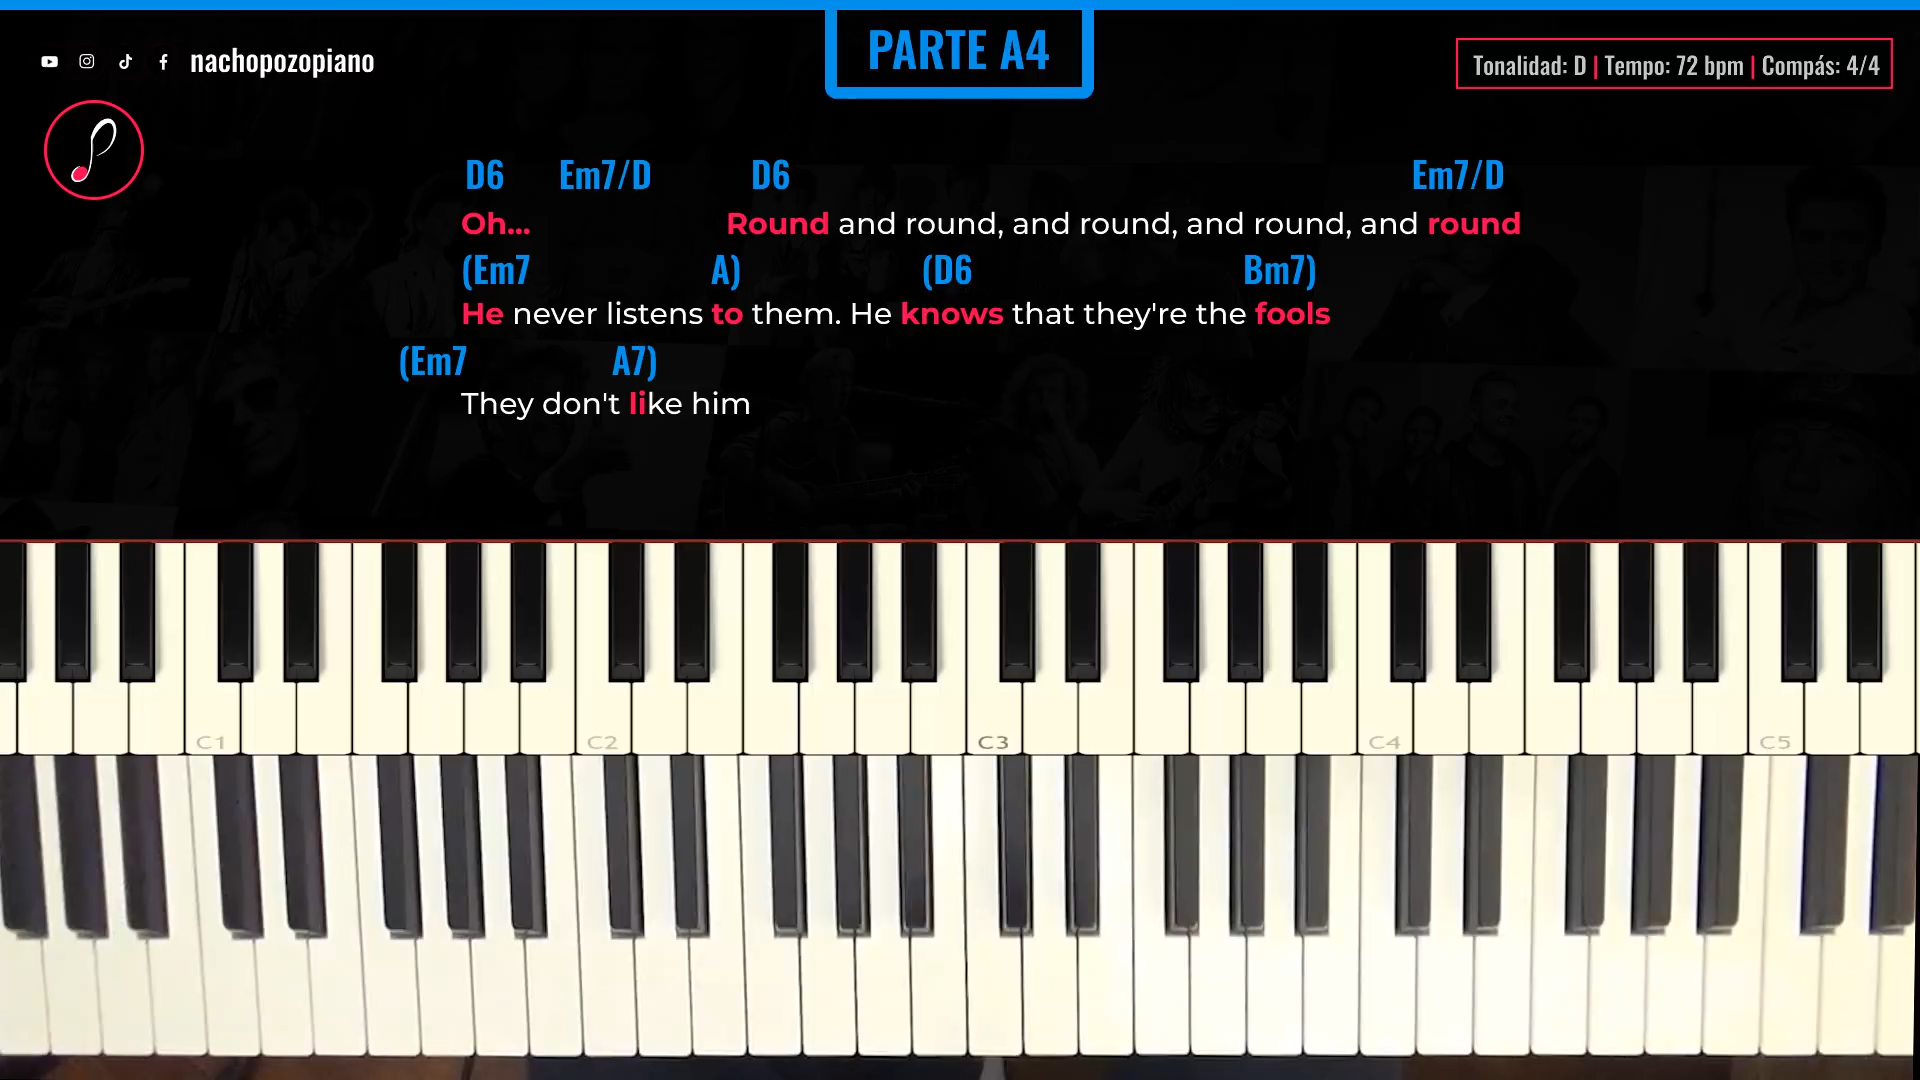 nachopozopiano
PARTE A4
Tonalidad: D | Tempo: 72 bpm | Compás: 4/4
D6 Em7/D D6 Em7/D
Oh... Round and round, and round, and round, and round
(Em7 A) (D6 Bm7)
He never listens to them. He knows that they're the fools
(Em7 A7)
They don't like him
C1 C2 C3 C4 C5